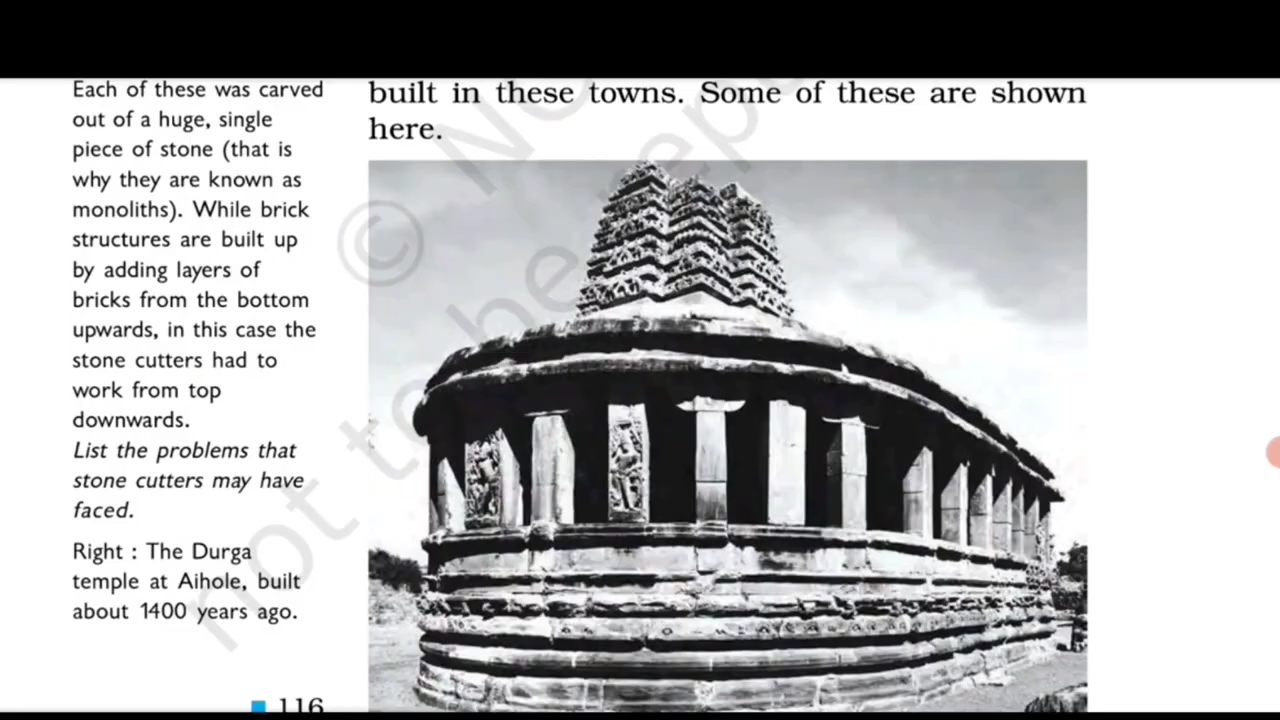 Each of these was carved
out of a huge, single
piece of stone (that is
why they are known as
monoliths). While brick
structures are built up
by adding layers of
bricks from the bottom
upwards, in this case the
stone cutters had to
work from top
downwards.
List the problems that
stone cutters may have
faced.
Right : The Durga
temple at Aihole, built
about 1400 years ago.
116
built in these towns. Some of these are shown
here.
©
not to be